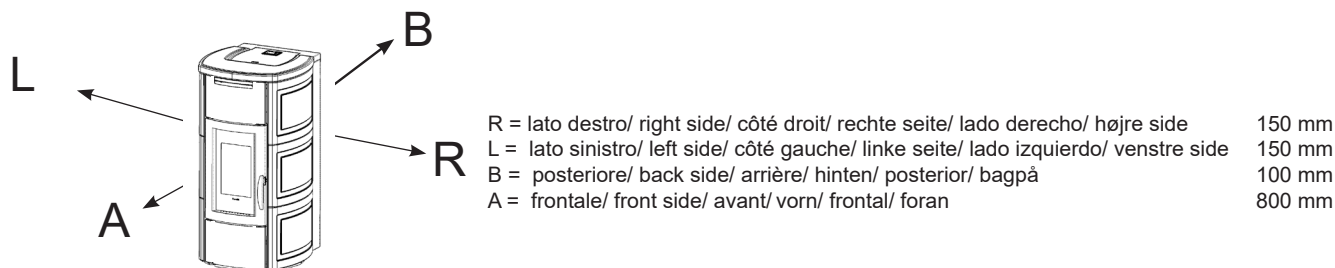 B
L
R
A
R = lato destro/ right side/ côté droit/ rechte seite/ lado derecho/ højre side 150 mm
L = lato sinistro/ left side/ côté gauche/ linke seite/ lado izquierdo/ venstre side 150 mm
B = posteriore/ back side/ arrière/ hinten/ posterior/ bagpå 100 mm
A = frontale/ front side/ avant/ vorn/ frontal/ foran 800 mm